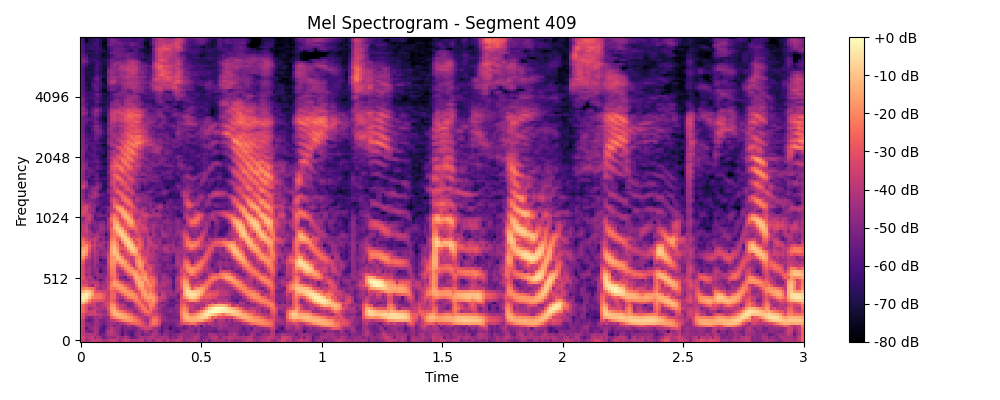 Mel Spectrogram - Segment 409
+0 dB
-10 dB
-20 dB
-30 dB
-40 dB
-50 dB
-60 dB
-70 dB
-80 dB
Frequency
4096
2048
1024
512
0
0 0.5 1 1.5 2 2.5 3
Time